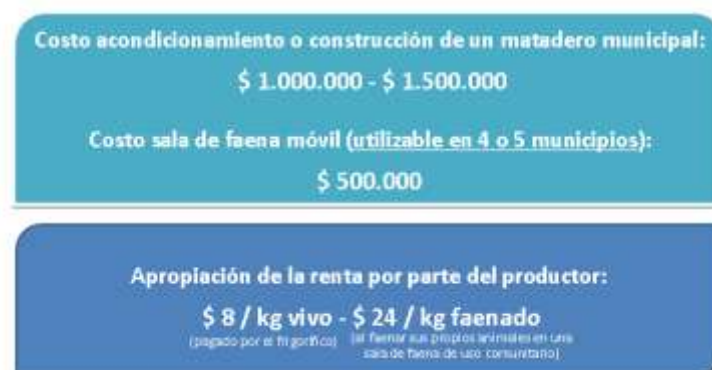 Costo acondicionamiento o construcción de un matadero municipal:
$ 1.000.000 - $ 1.500.000
Costo sala de faena móvil (utilizable en 4 o 5 municipios):
$ 500.000
Apropiación de la renta por parte del productor:
$ 8 / kg vivo - $ 24 / kg faenado
(pagado por el frigorífico) (al faenar sus propios animales en una
sala de faena de uso comunitario)